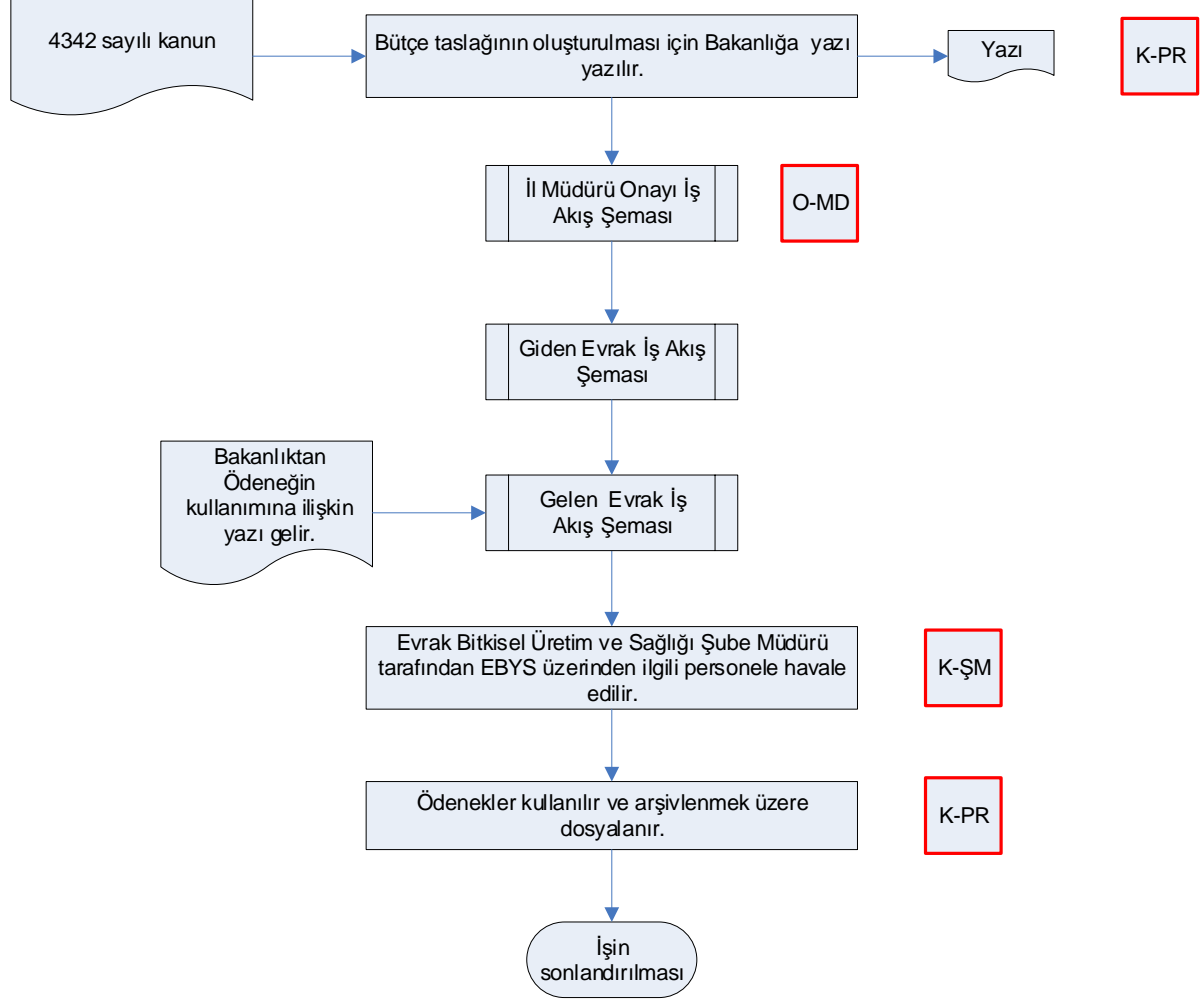 4342 sayılı kanun
Bütçe taslağının oluşturulması için Bakanlığa yazı
yazılır.
Yazı
K-PR
İl Müdürü Onayı İş
Akış Şeması
O-MD
Giden Evrak İş Akış
Şeması
Bakanlıktan
Ödeneğin
kullanımına ilişkin
yazı gelir.
Gelen Evrak İş
Akış Şeması
Evrak Bitkisel Üretim ve Sağlığı Şube Müdürü
tarafından EBYS üzerinden ilgili personele havale
edilir.
K-ŞM
Ödenekler kullanılır ve arşivlenmek üzere
dosyalanır.
K-PR
İşin
sonlandırılması